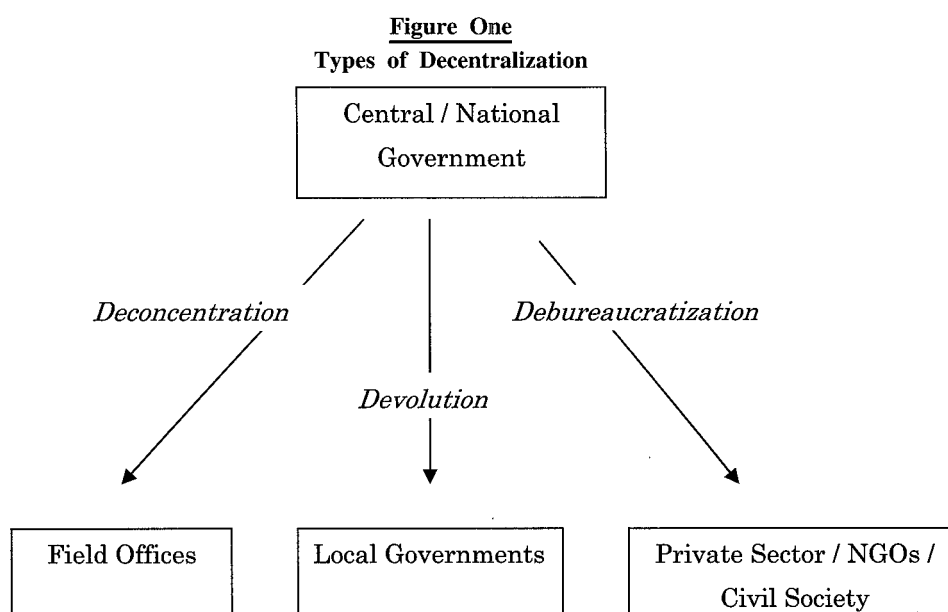 Figure One
Types of Decentralization
Central / National
Government
Deconcentration
Debureaucratization
Devolution
Field Offices
Local Governments
Private Sector / NGOs /
Civil Society